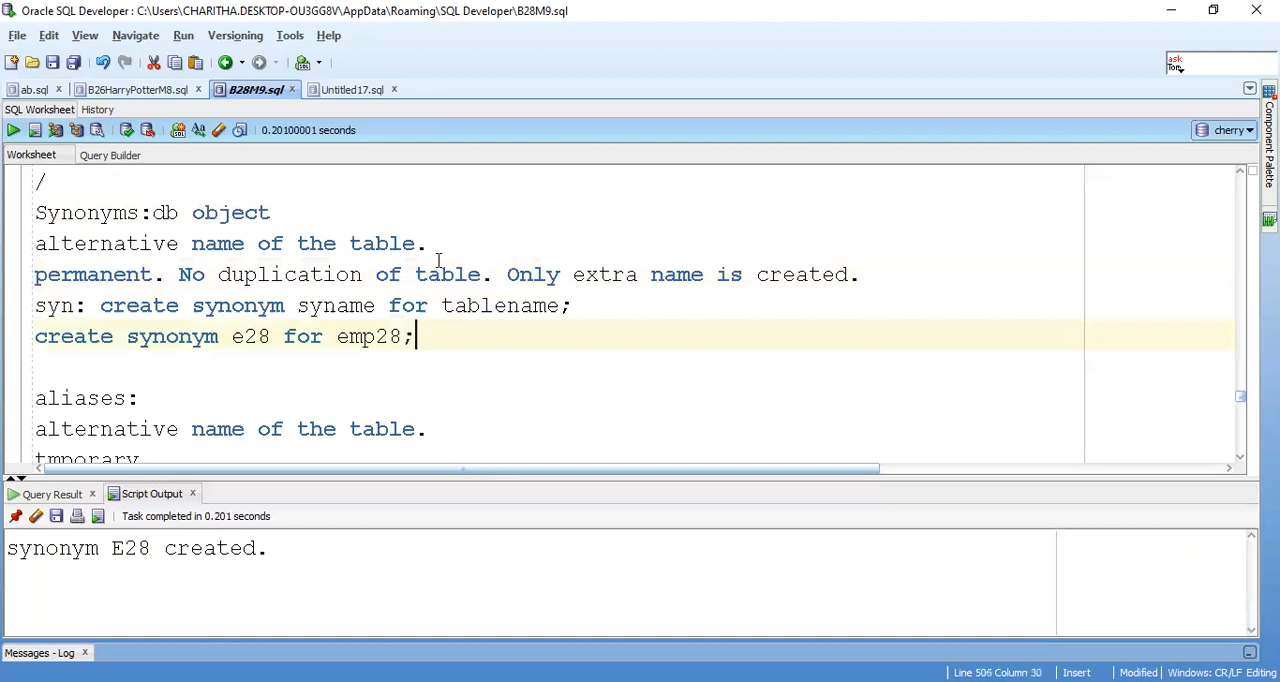 Oracle SQL Developer : C:\Users\CHARITHA.DESKTOP-OU3GG8V\AppData\Roaming\SQL Developer\B28M9.sql
File Edit View Navigate Run Versioning Tools Help
ask
Tom
ab.sql B26HarryPotterM8.sql B28M9.sql Untitled17.sql
SQL Worksheet History
0.20100001 seconds
cherry
Worksheet Query Builder
/
Synonyms:db object
alternative name of the table.
permanent. No duplication of table. Only extra name is created.
syn: create synonym syname for tablename;
create synonym e28 for emp28;
aliases:
alternative name of the table.
tmporary
Component Palette
Query Result Script Output
Task completed in 0.201 seconds
synonym E28 created.
Messages - Log
Line 506 Column 30 Insert Modified Windows: CR/LF Editing